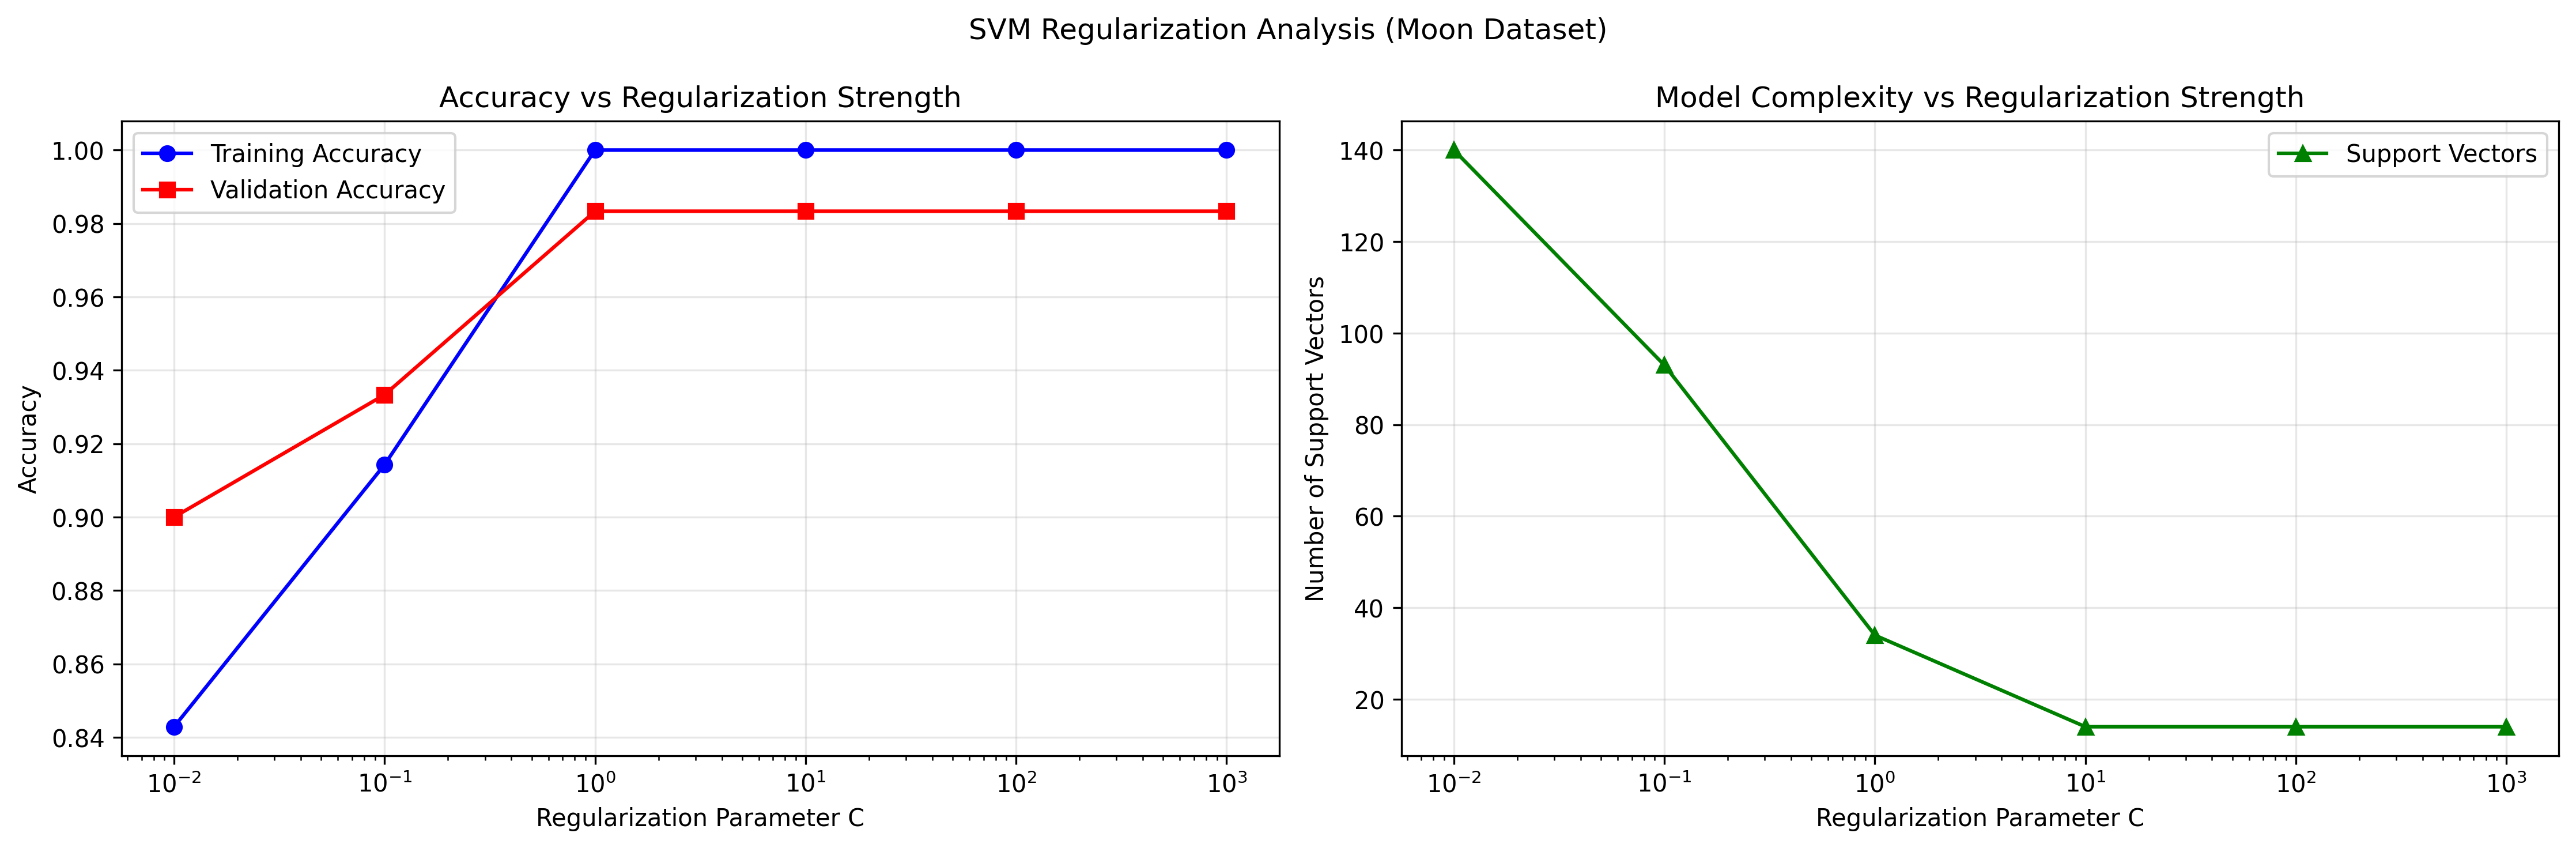 SVM Regularization Analysis (Moon Dataset)
Accuracy vs Regularization Strength
Training Accuracy
Validation Accuracy
1.00
0.98
0.96
0.94
0.92
0.90
0.88
0.86
0.84
Accuracy
10⁻² 10⁻¹ 10⁰ 10¹ 10² 10³
Regularization Parameter C
Model Complexity vs Regularization Strength
Support Vectors
140
120
100
80
60
40
20
Number of Support Vectors
10⁻² 10⁻¹ 10⁰ 10¹ 10² 10³
Regularization Parameter C